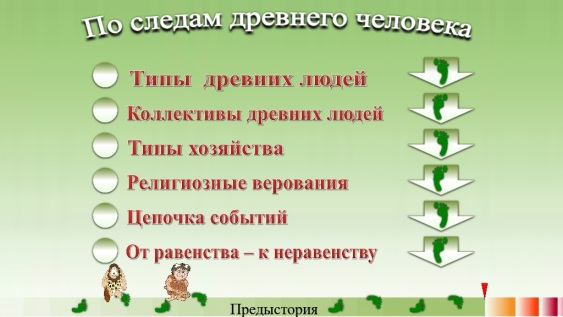 По следам древнего человека
Типы древних людей
Коллективы древних людей
Типы хозяйства
Религиозные верования
Цепочка событий
От равенства – к неравенству
Предыстория